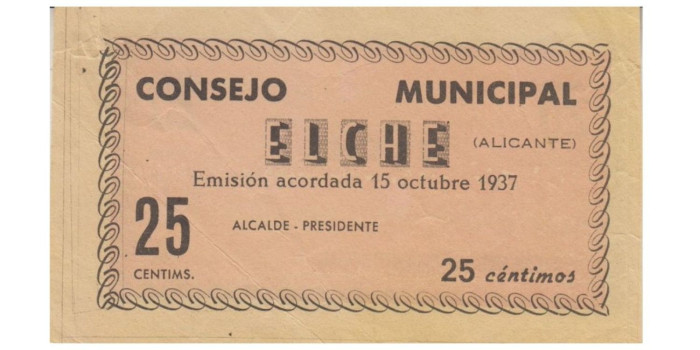 CONSEJO MUNICIPAL
ELCHE (ALICANTE)
Emisión acordada 15 octubre 1937
25
ALCALDE - PRESIDENTE
CENTIMS.
25 céntimos